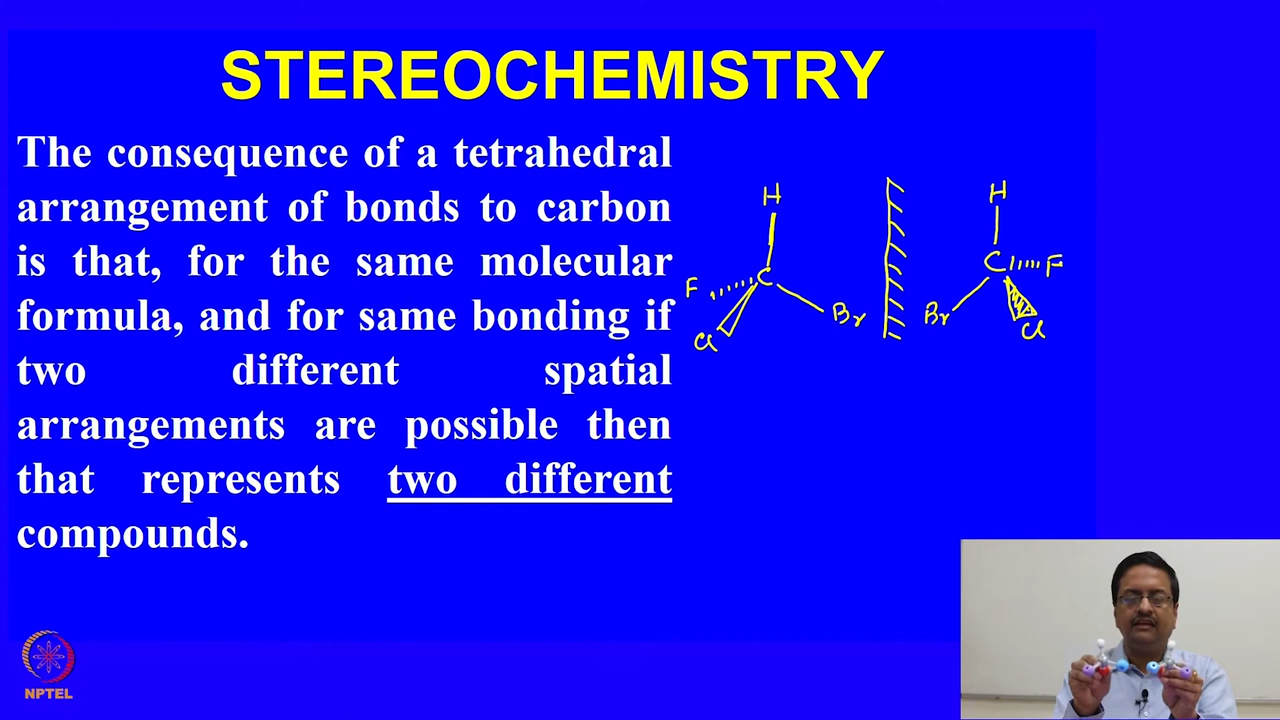 STEREOCHEMISTRY
The consequence of a tetrahedral
arrangement of bonds to carbon
is that, for the same molecular
formula, and for same bonding if
two different spatial
arrangements are possible then
that represents two different
compounds.
H
F C
Cl Br
H
C F
Br Cl
NPTEL